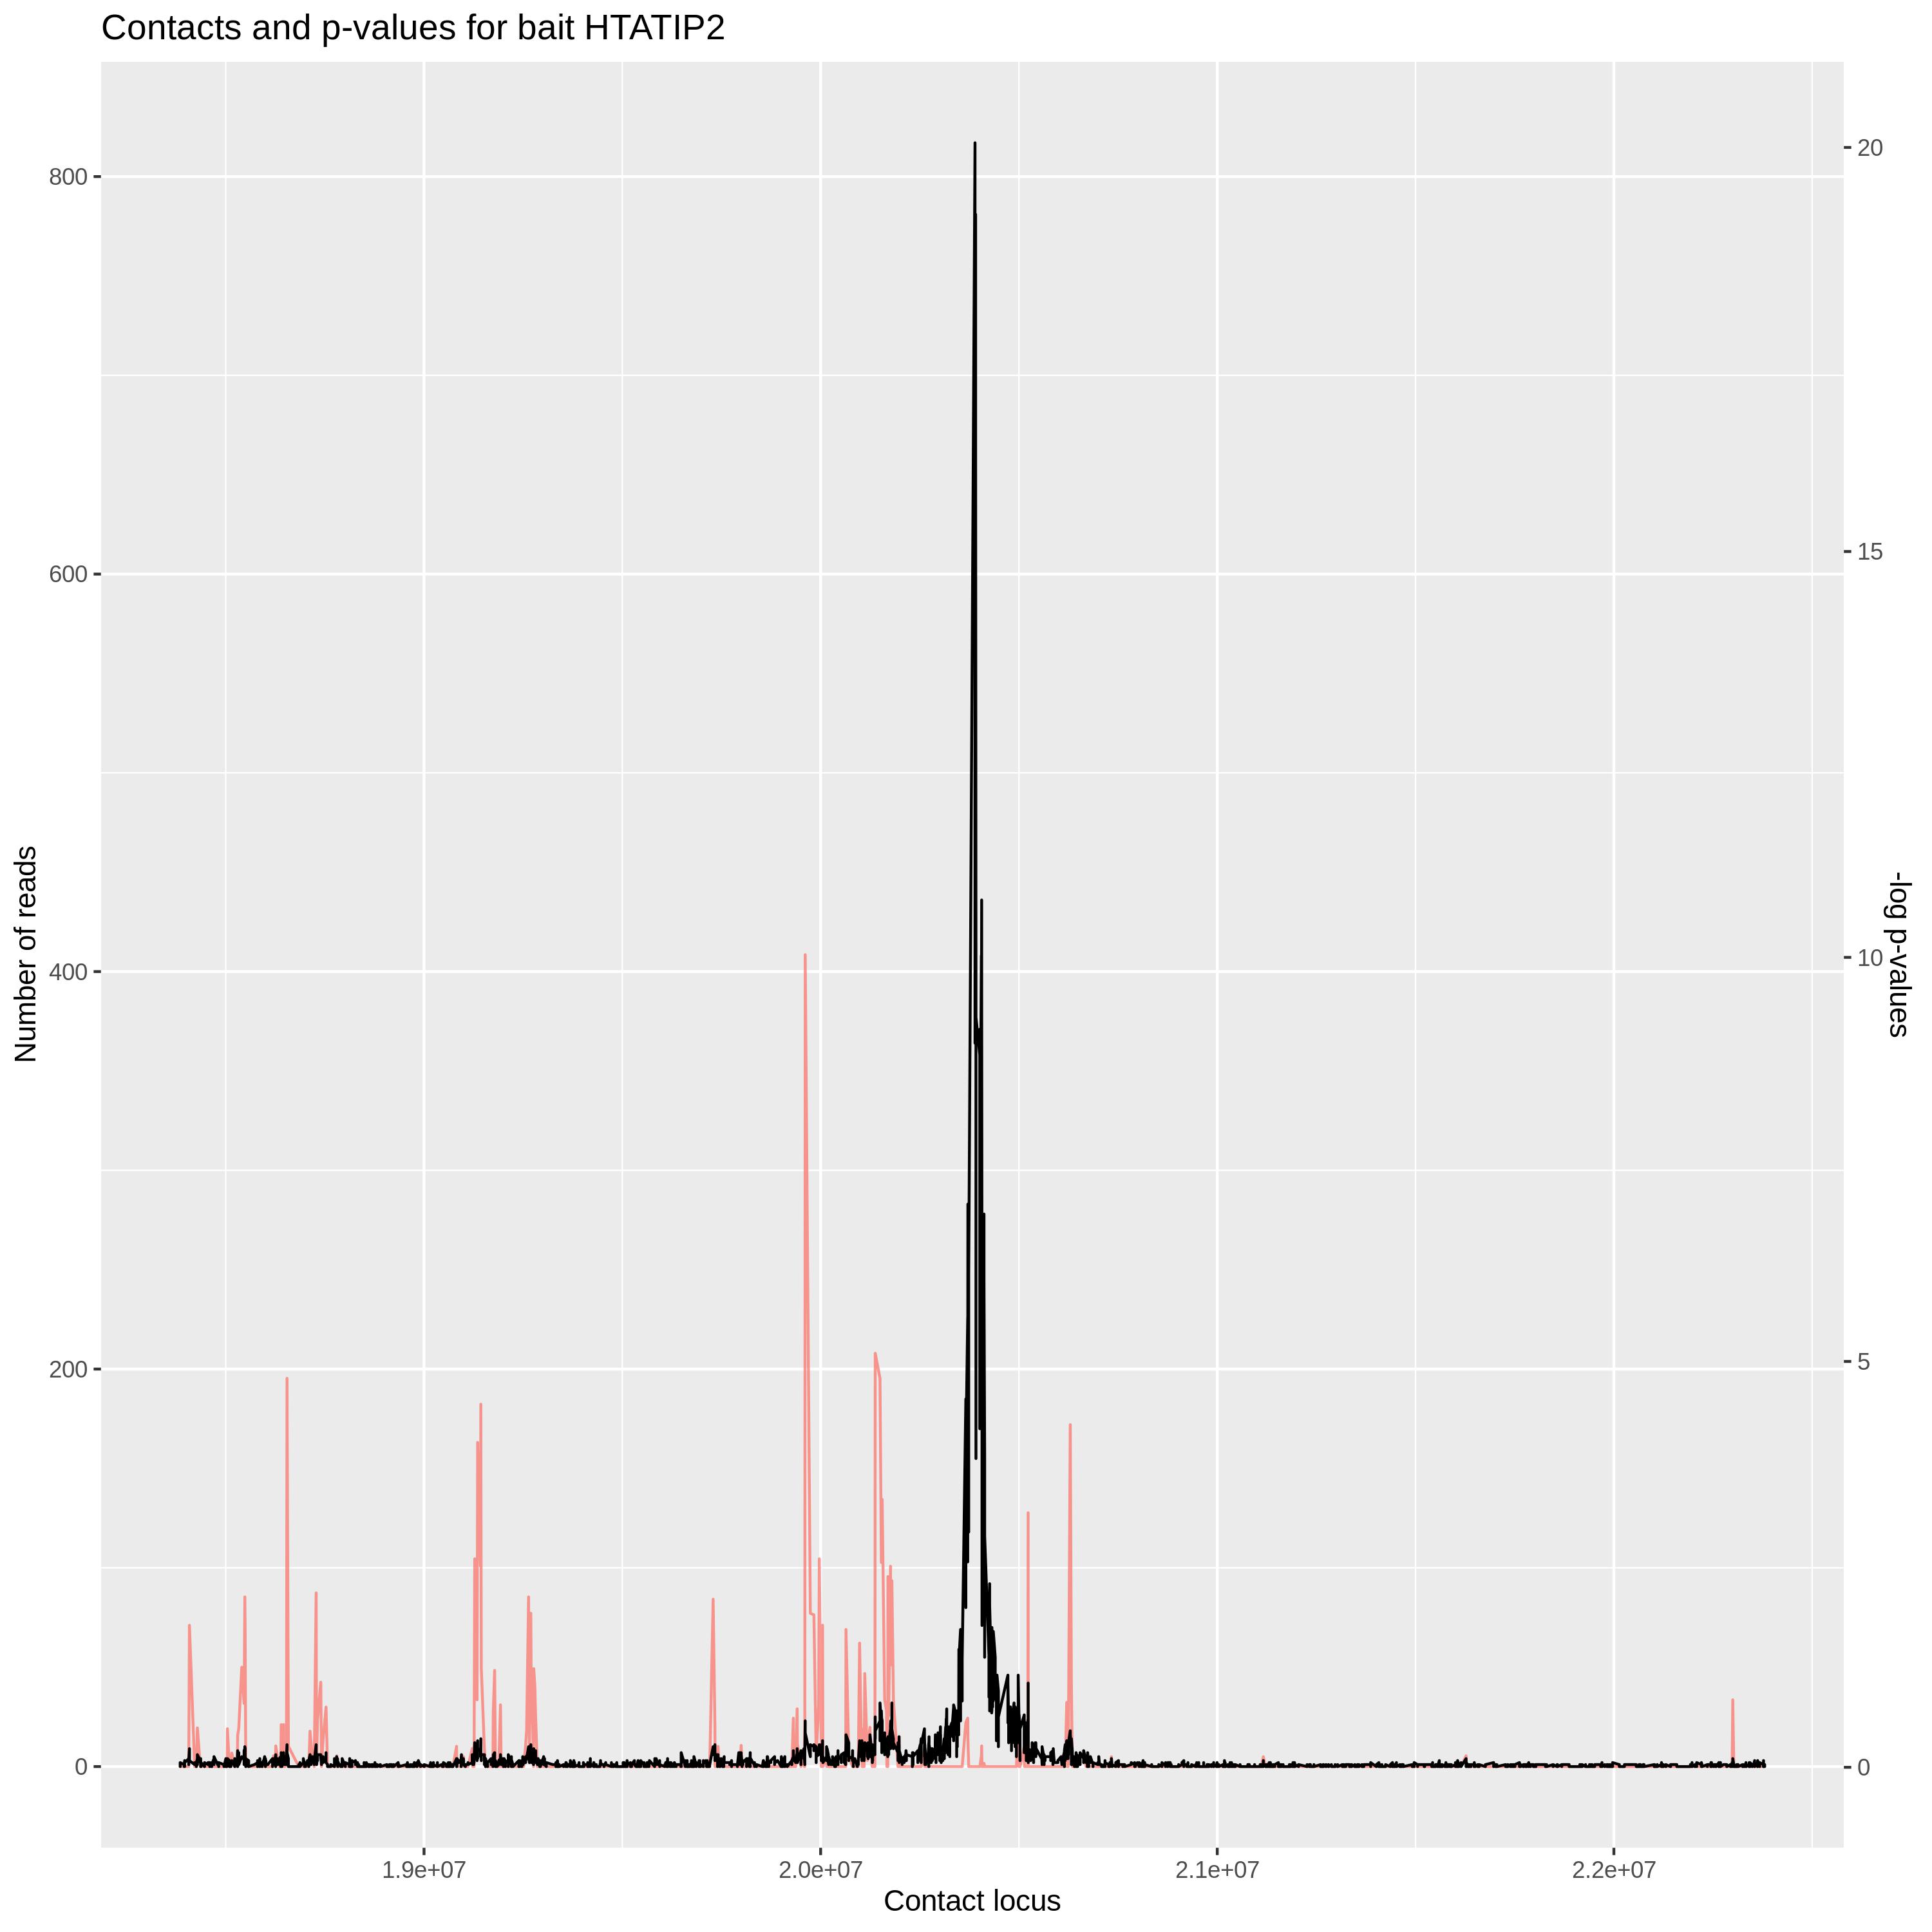 Contacts and p-values for bait HTATIP2
Number of reads
800
600
400
200
0
20
15
10
5
0
-log p-values
1.9e+07
2.0e+07
2.1e+07
2.2e+07
Contact locus